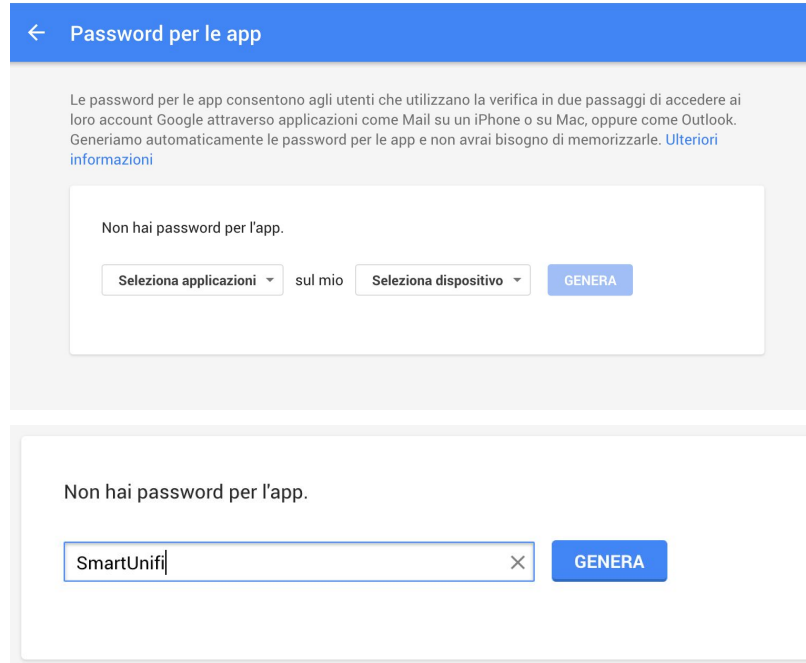 Password per le app
Le password per le app consentono agli utenti che utilizzano la verifica in due passaggi di accedere ai
loro account Google attraverso applicazioni come Mail su un iPhone o su Mac, oppure come Outlook.
Generiamo automaticamente le password per le app e non avrai bisogno di memorizzarle. Ulteriori
informazioni
Non hai password per l'app.
Seleziona applicazioni sul mio Seleziona dispositivo GENERA
Non hai password per l'app.
SmartUnifi GENERA